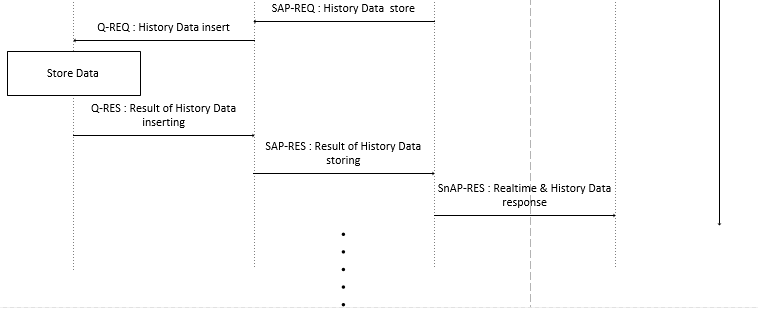 SAP-REQ : History Data  store
Q-REQ : History Data insert
Store Data
Q-RES : Result of History Data
inserting
SAP-RES : Result of History Data
storing
SnAP-RES : Realtime & History Data
response